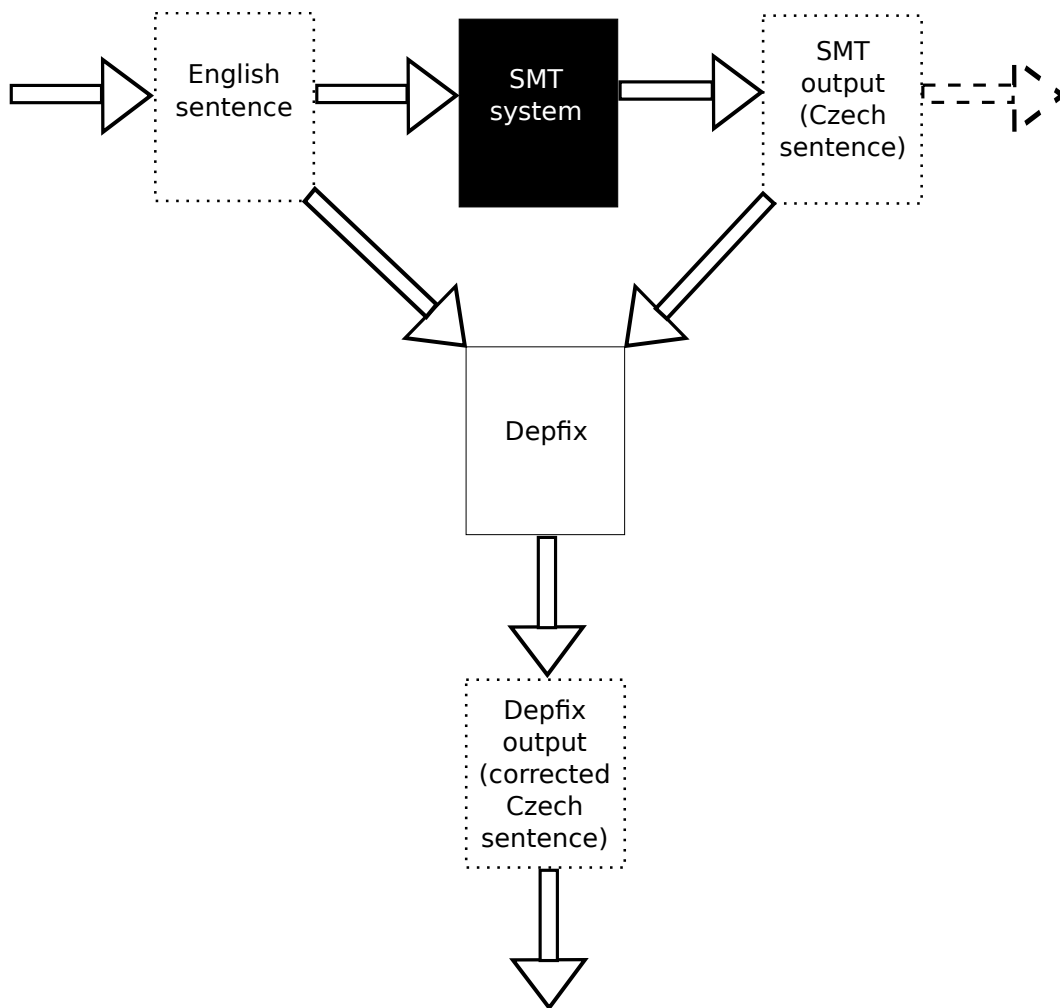 English
sentence
SMT
system
SMT
output
(Czech
sentence)
Depfix
Depfix
output
(corrected
Czech
sentence)